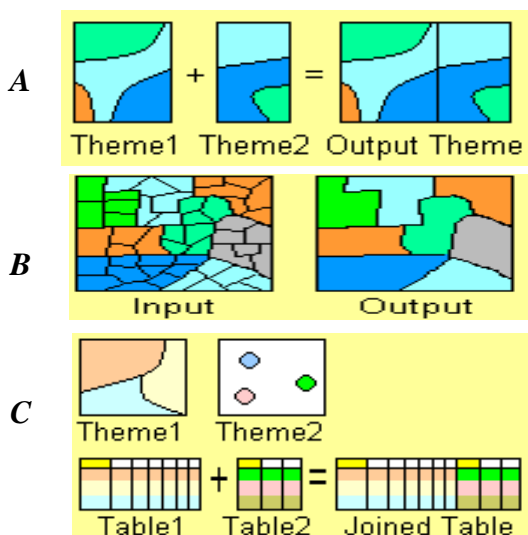 A
+ =
Theme1 Theme2 Output Theme
B
Input Output
C
Theme1 Theme2
+ =
Table1 Table2 Joined Table